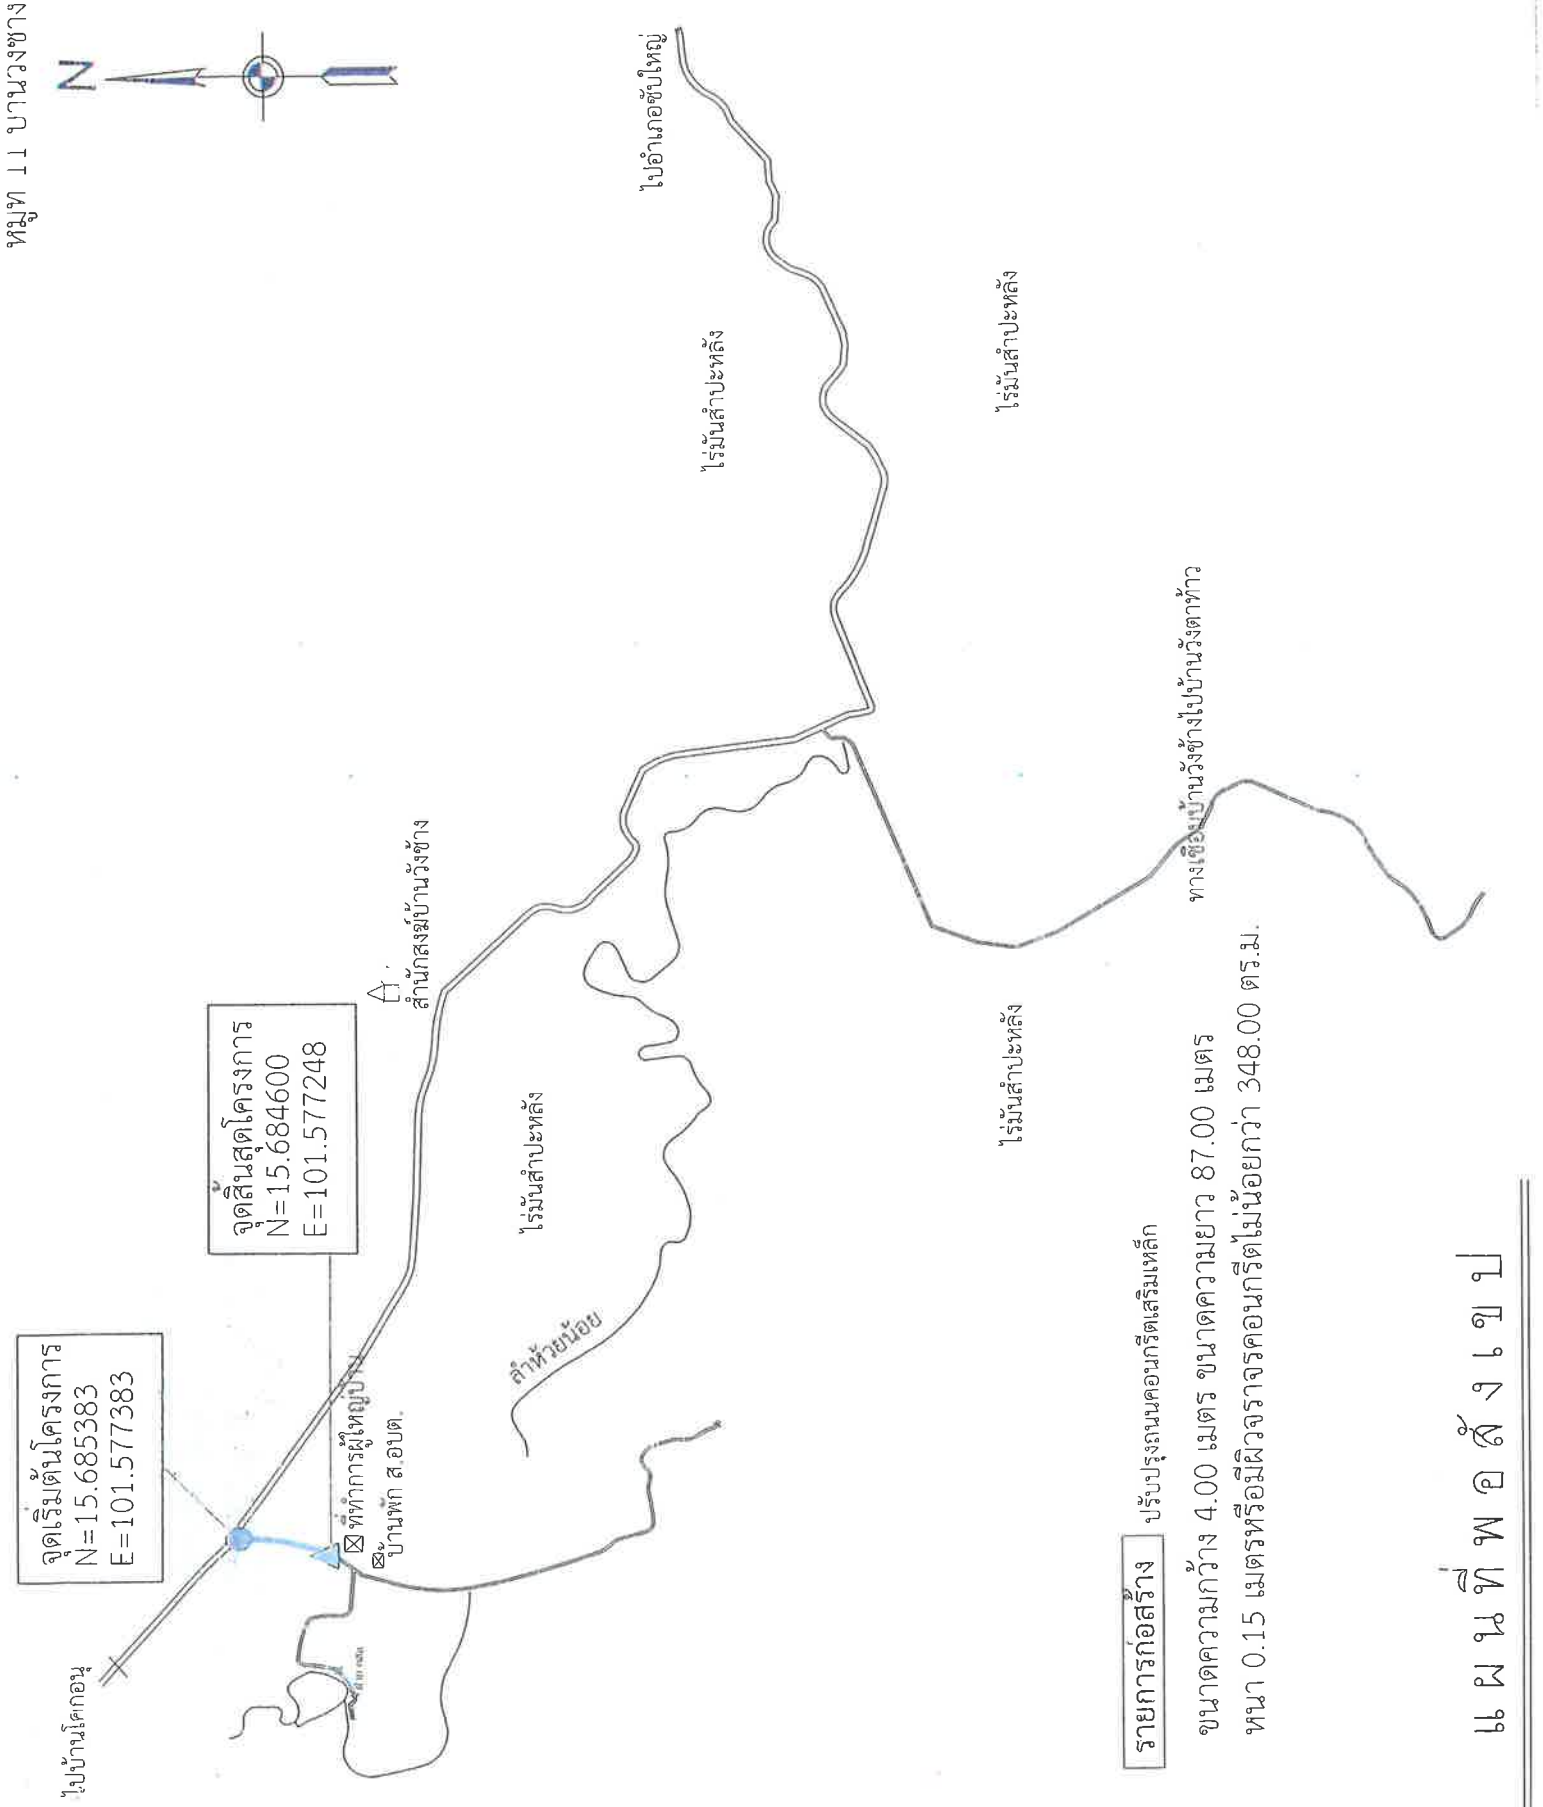 หมู่ที่ 11 บ้านวังช้าง
N
จุดเริ่มต้นโครงการ
N=15.685383
E=101.577383
จุดสิ้นสุดโครงการ
N=15.684600
E=101.577248
ไปอำเภอซับใหญ่
สำนักสงฆ์บ้านวังช้าง
ที่ทำการผู้ใหญ่บ้าน
บ้านพัก ส.อบต.
ไร่มันสำปะหลัง
ไร่มันสำปะหลัง
ไร่มันสำปะหลัง
ไร่มันสำปะหลัง
ลำห้วยน้อย
ทางเชื่อมบ้านวังช้างไปบ้านวังตาท้าว
รายการก่อสร้าง ปรับปรุงถนนคอนกรีตเสริมเหล็ก
ขนาดความกว้าง 4.00 เมตร ขนาดความยาว 87.00 เมตร
หนา 0.15 เมตรหรือมีผิวจราจรคอนกรีตไม่น้อยกว่า 348.00 ตร.ม.
แผนที่พอสังเขป